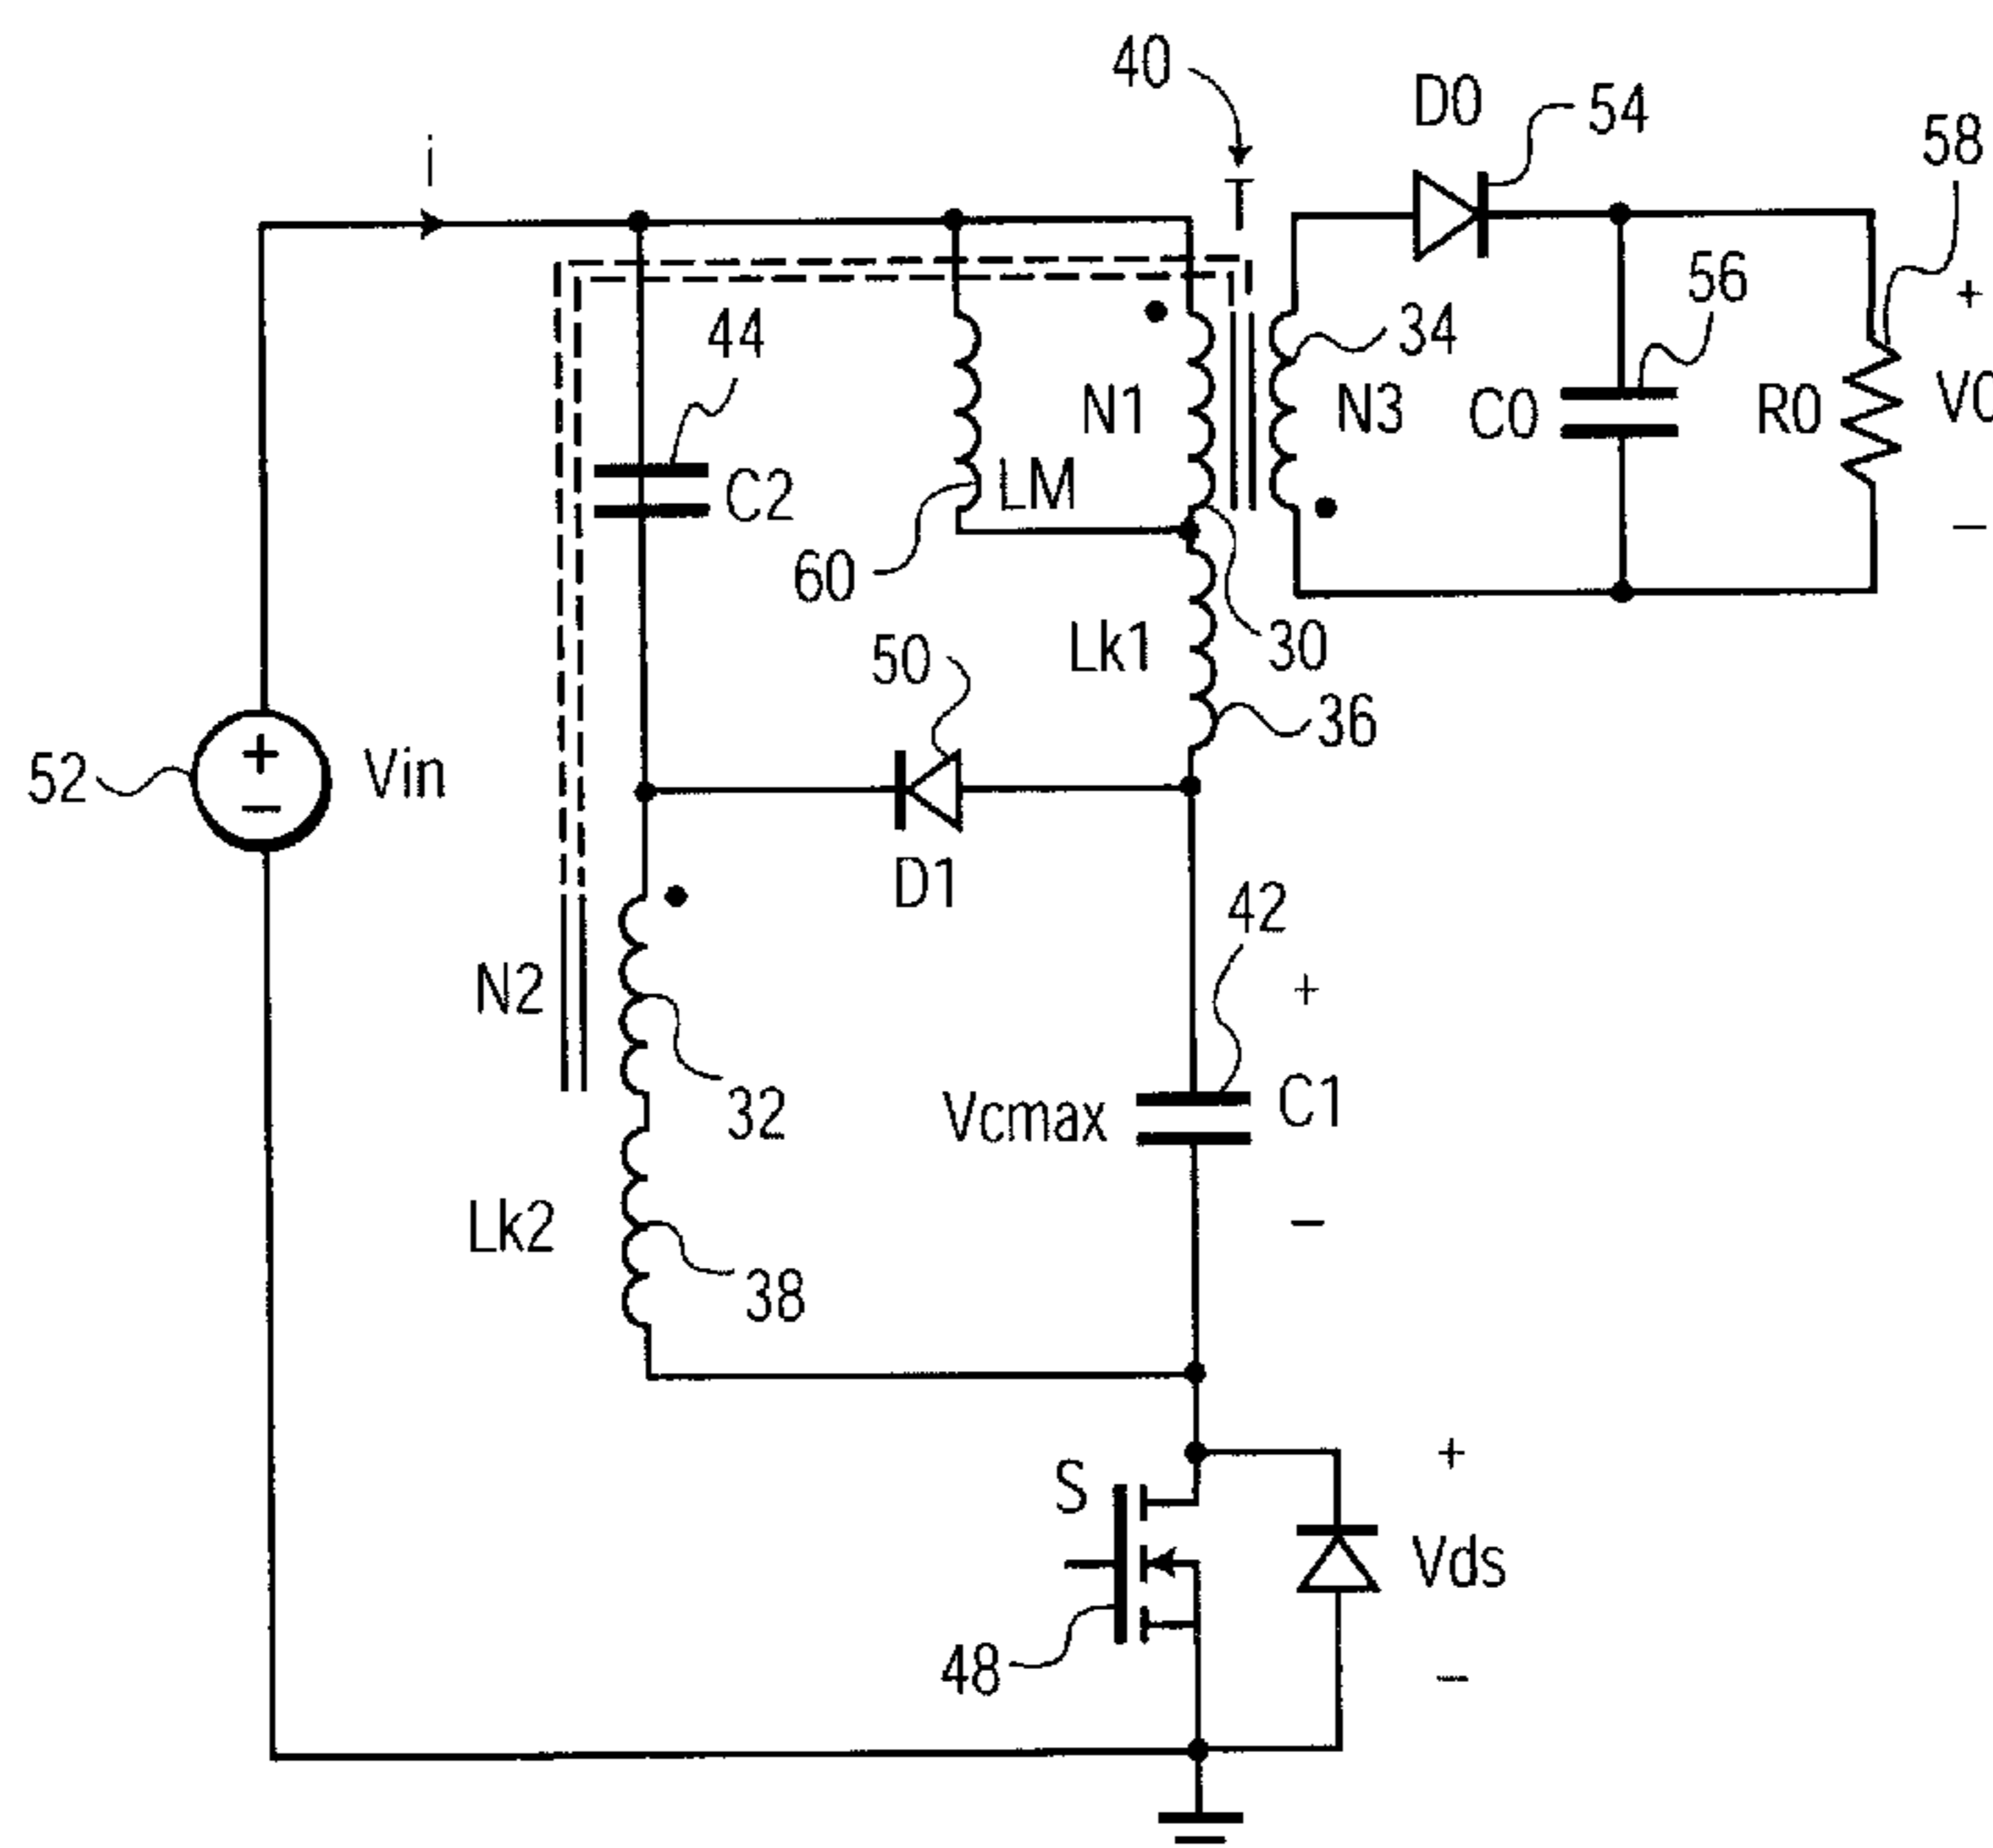 40
D0
54
58
i
T
44
34
56
+
N1
N3
C0
R0
V0
C2
LM
−
60
50
Lk1
30
36
52
+
−
Vin
D1
42
N2
+
32
Vcmax
C1
Lk2
−
38
S
+
Vds
48
−